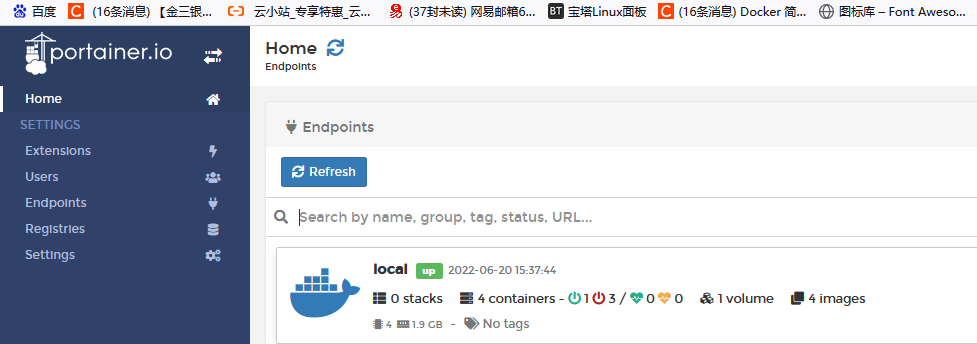 百度 (16条消息) 【金三银... 云小站_专享特惠_云... (37封未读) 网易邮箱6... BT 宝塔Linux面板 (16条消息) Docker 简... 图标库 – Font Aweso...
portainer.io
Home
SETTINGS
Extensions
Users
Endpoints
Registries
Settings
Home
Endpoints
Endpoints
Refresh
Search by name, group, tag, status, URL...
local up 2022-06-20 15:37:44
0 stacks 4 containers - 1 3 / 0 0 1 volume 4 images
4 1.9 GB - No tags